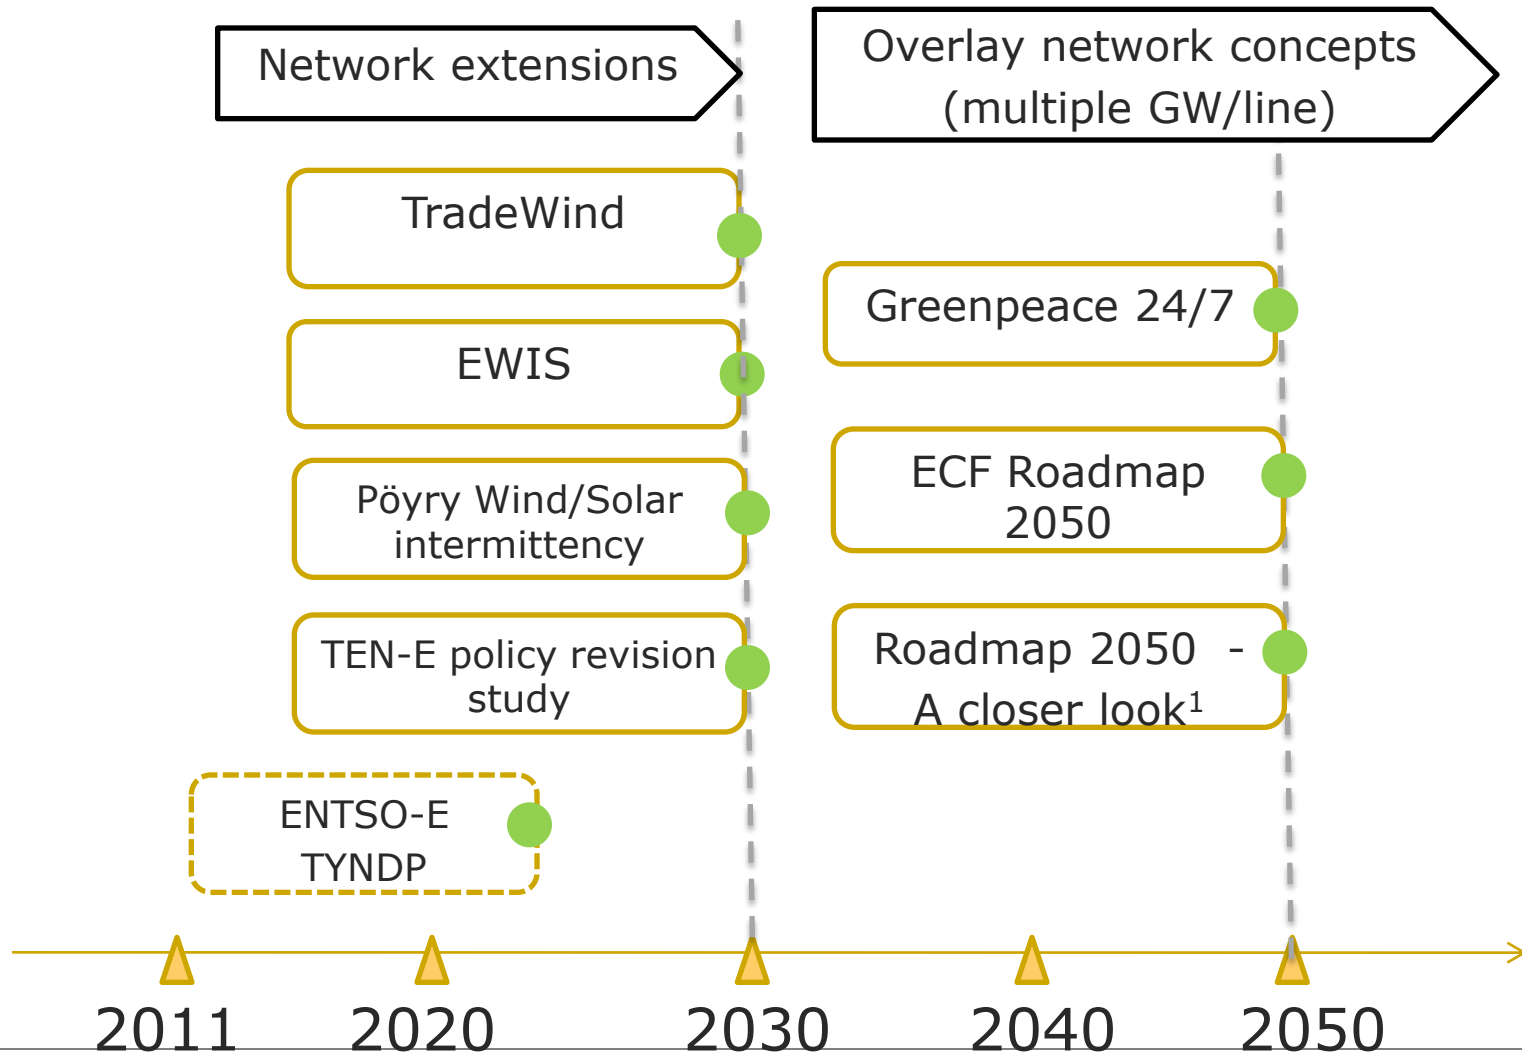 Network extensions
Overlay network concepts
(multiple GW/line)
TradeWind
EWIS
Pöyry Wind/Solar
intermittency
TEN-E policy revision
study
ENTSO-E
TYNDP
Greenpeace 24/7
ECF Roadmap
2050
Roadmap 2050 -
A closer look¹
2011
2020
2030
2040
2050